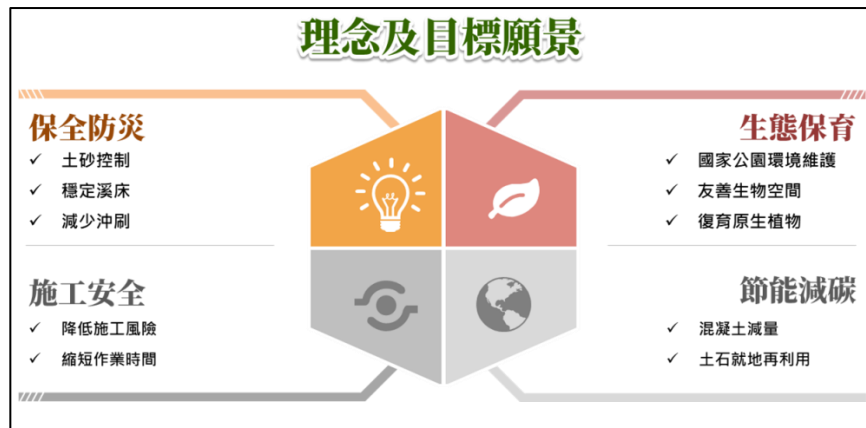 理念及目標願景
保全防災
✓ 土砂控制
✓ 穩定溪床
✓ 減少沖刷
生態保育
✓ 國家公園環境維護
✓ 友善生物空間
✓ 復育原生植物
施工安全
✓ 降低施工風險
✓ 縮短作業時間
節能減碳
✓ 混凝土減量
✓ 土石就地再利用